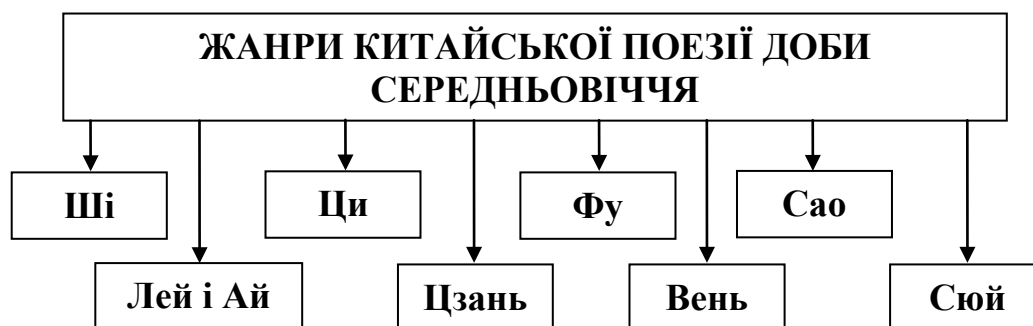 ЖАНРИ КИТАЙСЬКОЇ ПОЕЗІЇ ДОБИ
СЕРЕДНЬОВІЧЧЯ
Ші
Ци
Фу
Сао
Лей і Ай
Цзань
Вень
Сюй